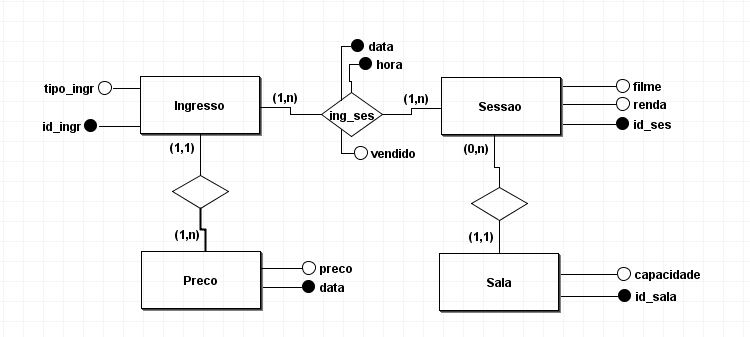 data
hora
tipo_ingr
Ingresso
(1,n)
ing_ses
(1,n)
Sessao
filme
renda
id_ingr
id_ses
(1,1)
vendido
(0,n)
(1,n)
(1,1)
Preco
preco
data
Sala
capacidade
id_sala